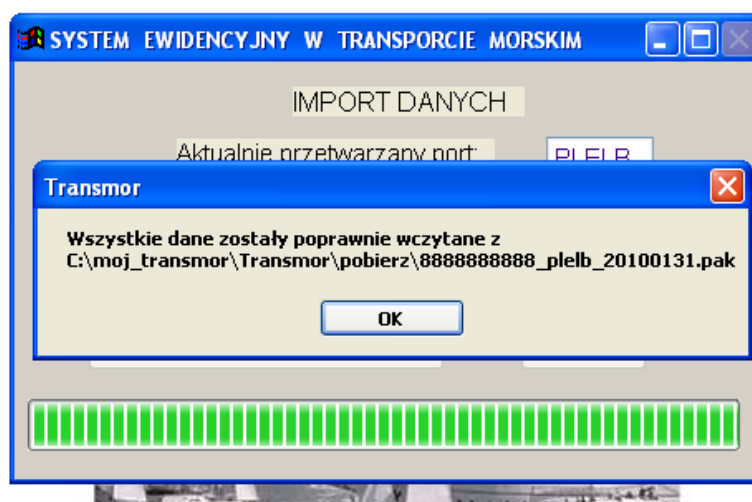 SYSTEM EWIDENCYJNY W TRANSPORCIE MORSKIM
IMPORT DANYCH
Aktualnie przetwarzany port: PLELB
Transmor
Wszystkie dane zostały poprawnie wczytane z
C:\moj_transmor\Transmor\pobierz\8888888888_plelb_20100131.pak
OK